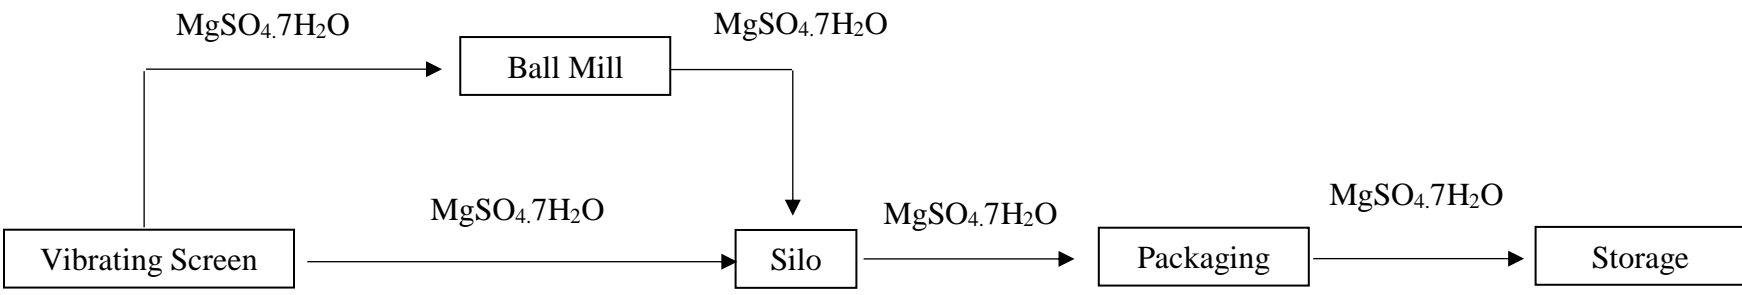 MgSO₄.7H₂O
MgSO₄.7H₂O
Ball Mill
MgSO₄.7H₂O
MgSO₄.7H₂O
MgSO₄.7H₂O
Vibrating Screen
Silo
Packaging
Storage